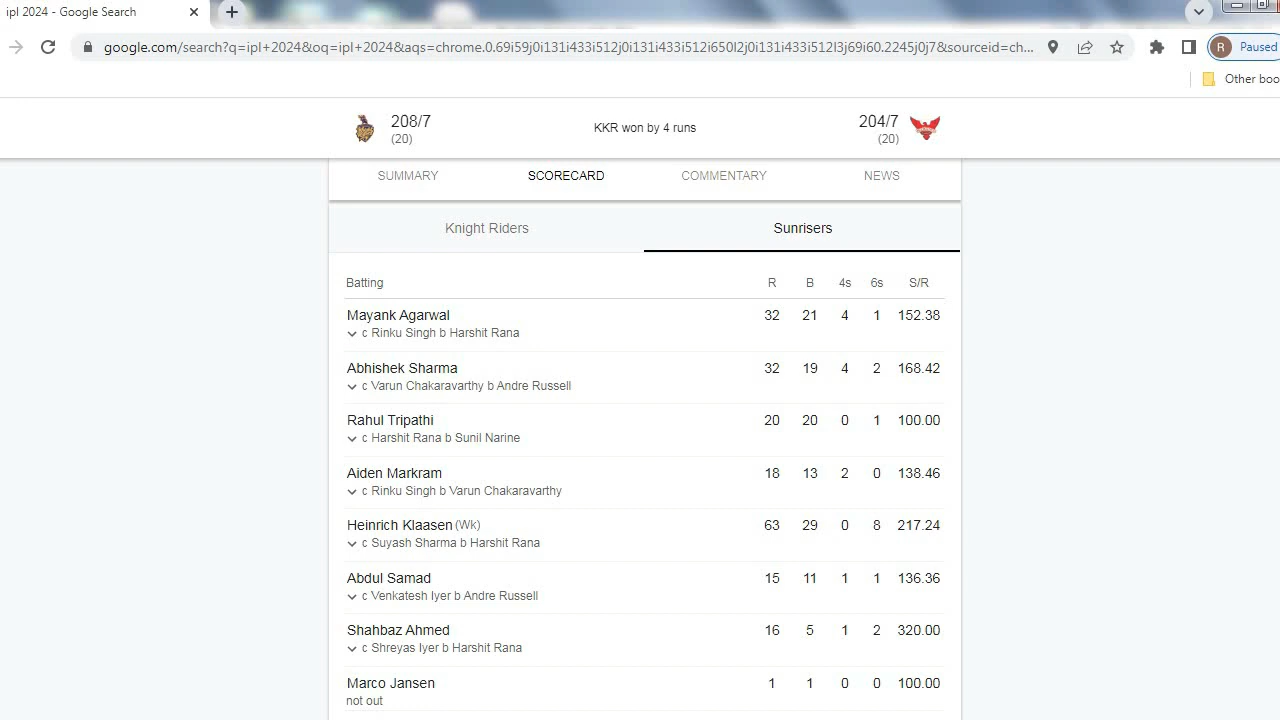 ipl 2024 - Google Search
google.com/search?q=ipl+2024&oq=ipl+2024&aqs=chrome.0.69i59j0i131i433i512j0i131i433i512i620l2j0i131i433i512l3j69i60.2245j0j7&sourceid=ch...
R Paused
Other boo
208/7
(20)
KKR won by 4 runs
204/7
(20)
SUMMARY SCORECARD COMMENTARY NEWS
Knight Riders Sunrisers
Batting R B 4s 6s S/R
Mayank Agarwal 32 21 4 1 152.38
c Rinku Singh b Harshit Rana
Abhishek Sharma 32 19 4 2 168.42
c Varun Chakaravarthy b Andre Russell
Rahul Tripathi 20 20 0 1 100.00
c Harshit Rana b Sunil Narine
Aiden Markram 18 13 2 0 138.46
c Rinku Singh b Varun Chakaravarthy
Heinrich Klaasen (Wk) 63 29 0 8 217.24
c Suyash Sharma b Harshit Rana
Abdul Samad 15 11 1 1 136.36
c Venkatesh Iyer b Andre Russell
Shahbaz Ahmed 16 5 1 2 320.00
c Shreyas Iyer b Harshit Rana
Marco Jansen 1 1 0 0 100.00
not out